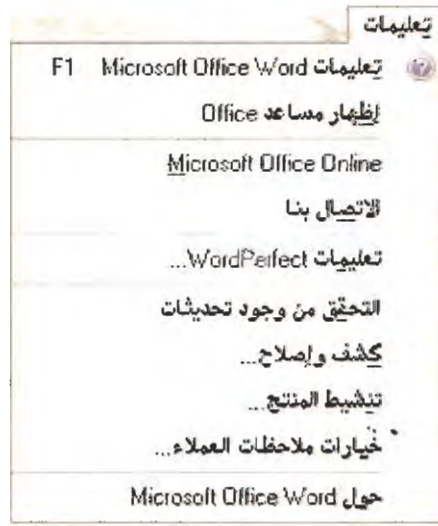 تعليمات
تعليمات Microsoft Office Word F1
إظهار مساعد Office
Microsoft Office Online
الاتصال بنا
تعليمات WordPerfect...
التحقق من وجود تحديثات
كشف وإصلاح...
تنشيط المنتج...
خيارات ملاحظات العملاء...
حول Microsoft Office Word